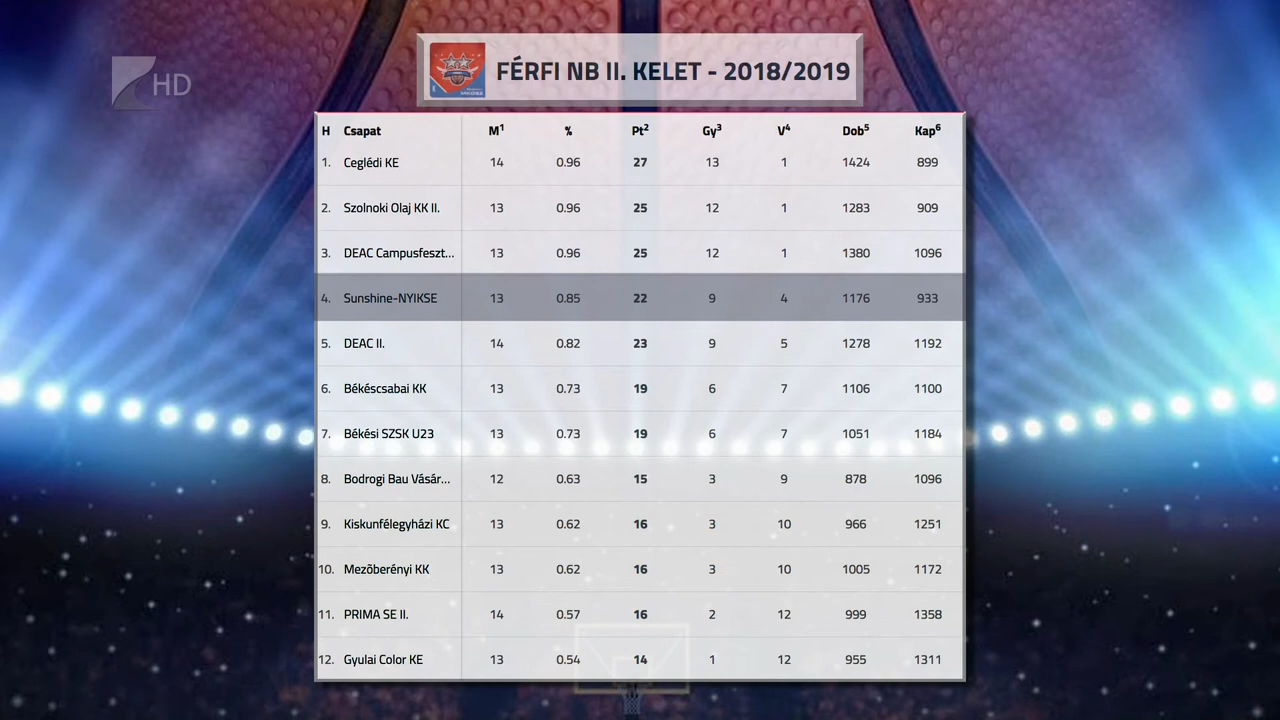 HD
FÉRFI NB II. KELET - 2018/2019
H Csapat M¹ % Pt² Gy³ V⁴ Dob⁵ Kap⁶
1. Ceglédi KE 14 0.96 27 13 1 1424 899
2. Szolnoki Olaj KK II. 13 0.96 25 12 1 1283 909
3. DEAC Campusfeszt... 13 0.96 25 12 1 1380 1096
4. Sunshine-NYIKSE 13 0.85 22 9 4 1176 933
5. DEAC II. 14 0.82 23 9 5 1278 1192
6. Békéscsabai KK 13 0.73 19 6 7 1106 1100
7. Békési SZSK U23 13 0.73 19 6 7 1051 1184
8. Bodrogi Bau Vásár... 12 0.63 15 3 9 878 1096
9. Kiskunfélegyházi KC 13 0.62 16 3 10 966 1251
10. Mezőberényi KK 13 0.62 16 3 10 1005 1172
11. PRIMA SE II. 14 0.57 16 2 12 999 1358
12. Gyulai Color KE 13 0.54 14 1 12 955 1311